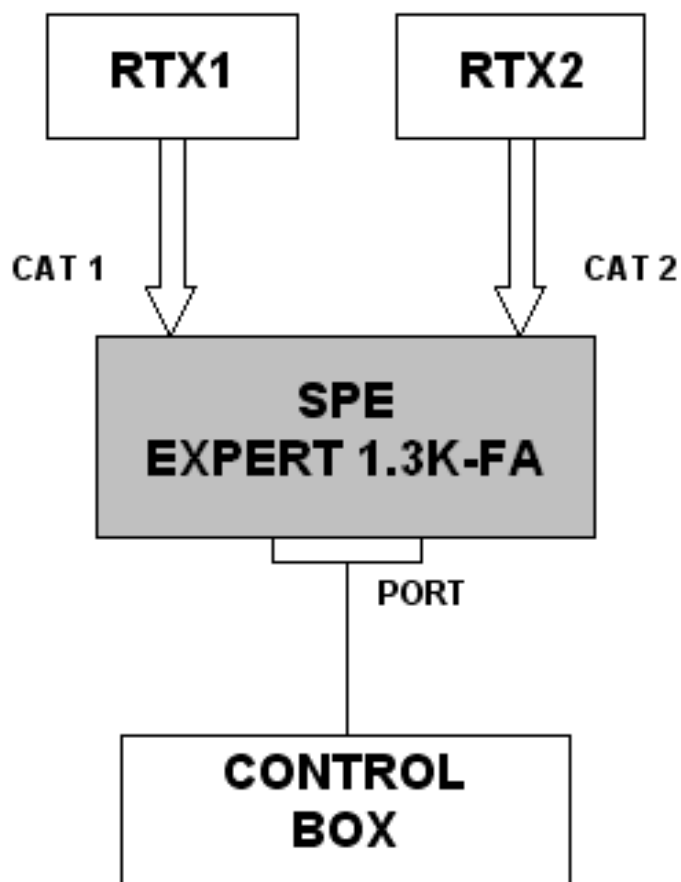 RTX1
RTX2
CAT 1
CAT 2
SPE
EXPERT 1.3K-FA
PORT
CONTROL
BOX